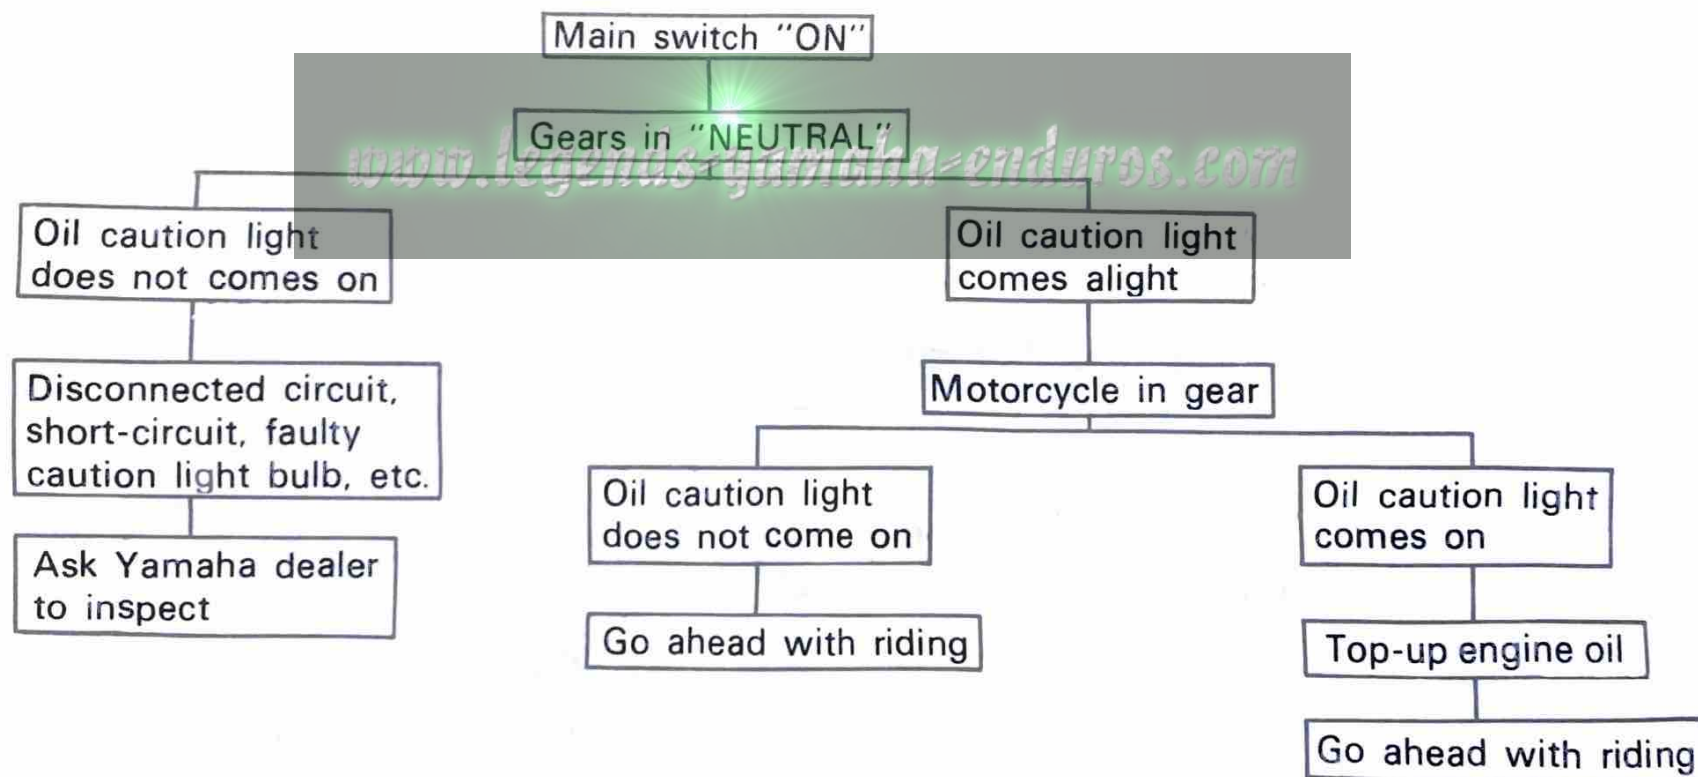 Main switch "ON"
Gears in "NEUTRAL"
www.legends-yamaha-enduros.com
Oil caution light
does not comes on
Oil caution light
comes alight
Disconnected circuit,
short-circuit, faulty
caution light bulb, etc.
Motorcycle in gear
Ask Yamaha dealer
to inspect
Oil caution light
does not come on
Oil caution light
comes on
Go ahead with riding
Top-up engine oil
Go ahead with riding